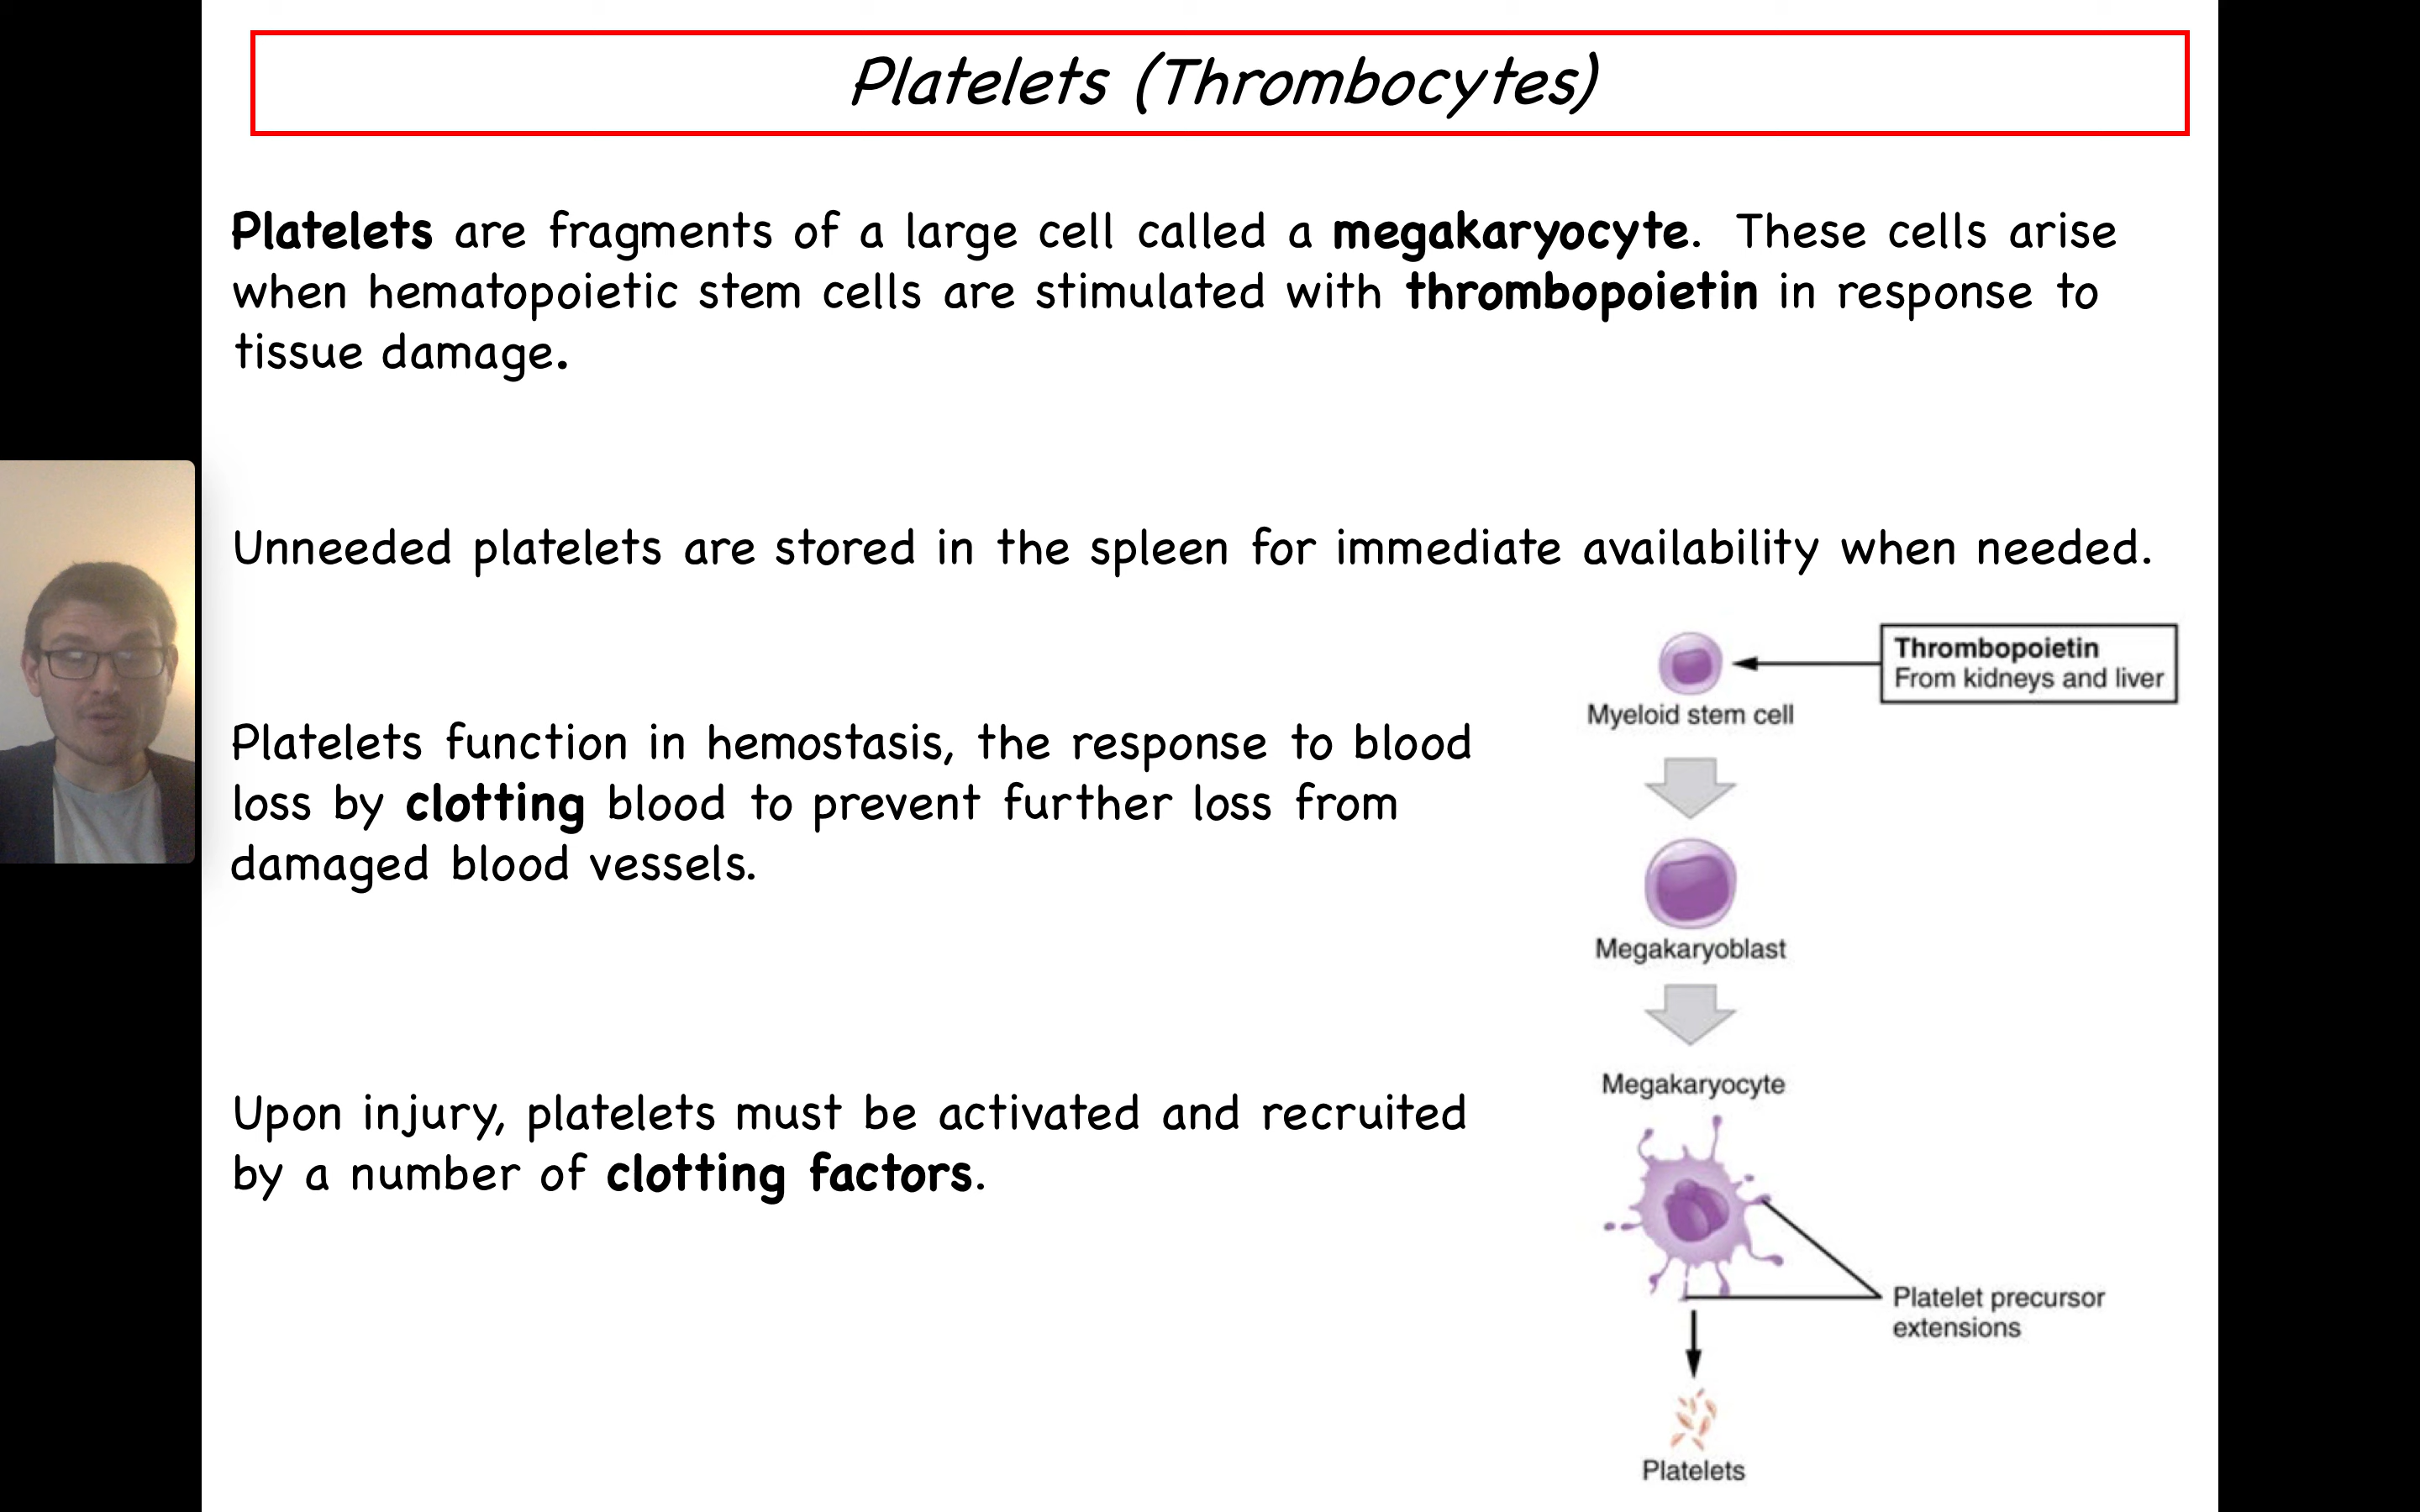 Platelets (Thrombocytes)
Platelets are fragments of a large cell called a megakaryocyte. These cells arise
when hematopoietic stem cells are stimulated with thrombopoietin in response to
tissue damage.
Unneeded platelets are stored in the spleen for immediate availability when needed.
Platelets function in hemostasis, the response to blood
loss by clotting blood to prevent further loss from
damaged blood vessels.
Upon injury, platelets must be activated and recruited
by a number of clotting factors.
Thrombopoietin
From kidneys and liver
Myeloid stem cell
Megakaryoblast
Megakaryocyte
Platelet precursor
extensions
Platelets